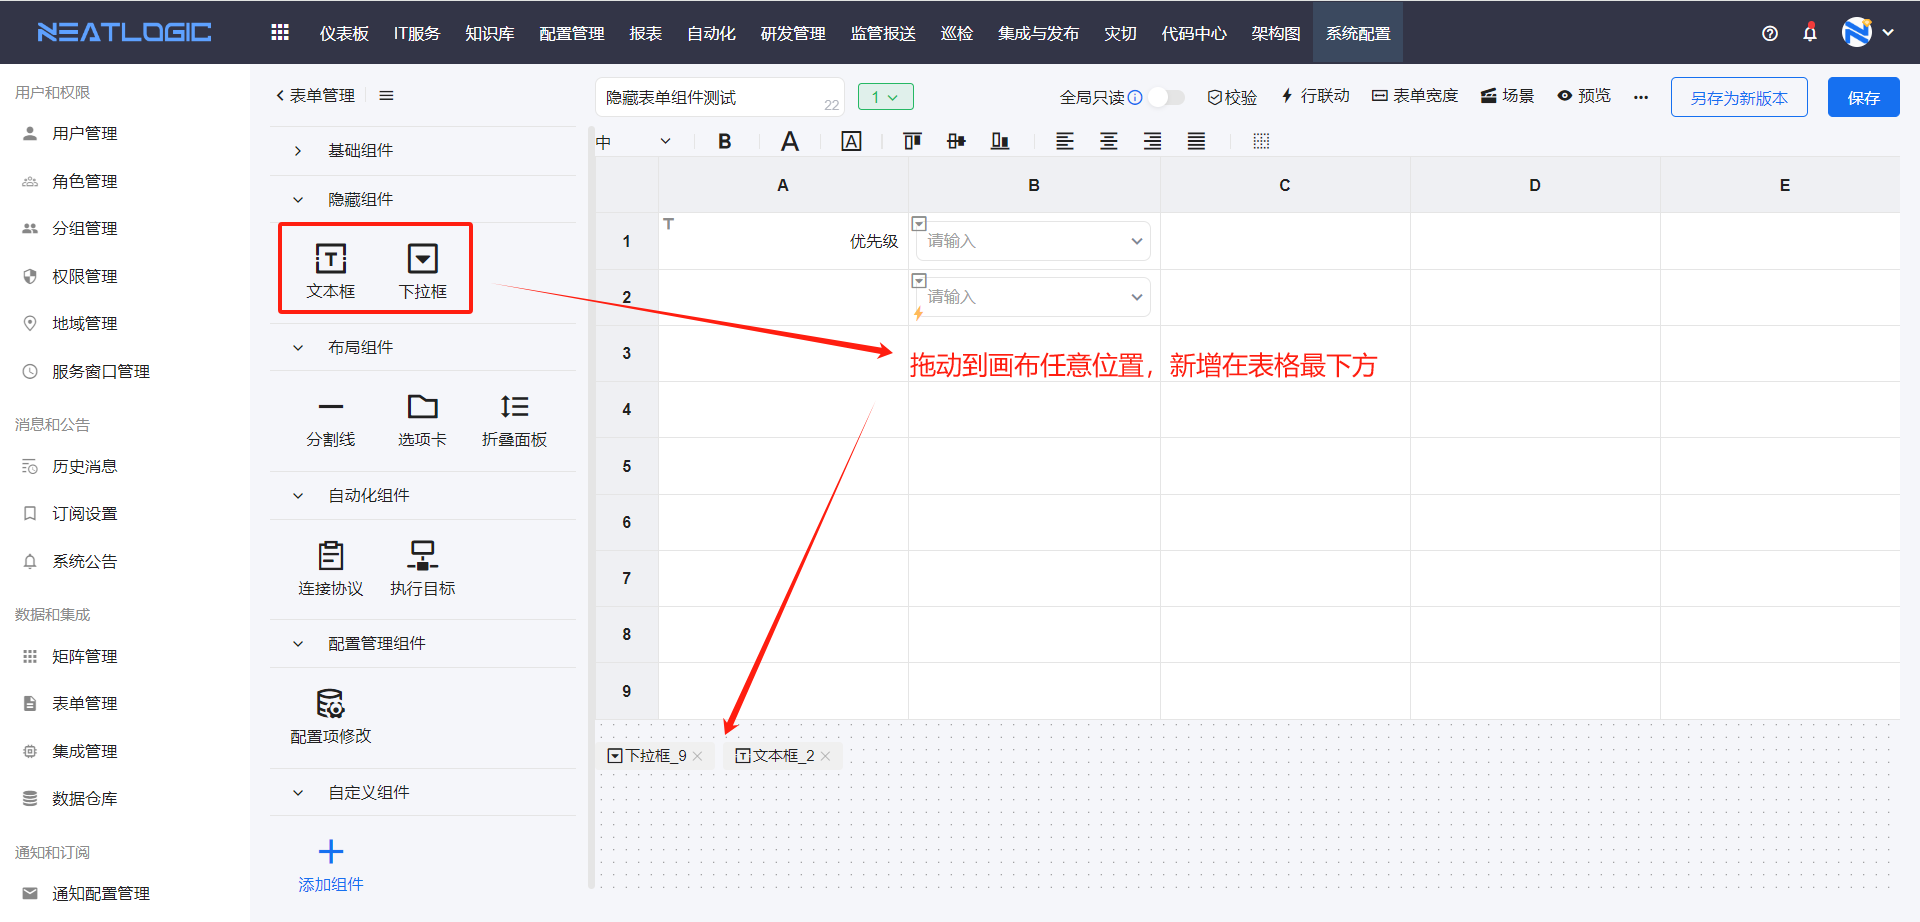 NEATLOGIC
仪表板 IT服务 知识库 配置管理 报表 自动化 研发管理 监管报送 巡检 集成与发布 灾切 代码中心 架构图 系统配置
用户和权限
用户管理
角色管理
分组管理
权限管理
地域管理
服务窗口管理
消息和公告
历史消息
订阅设置
系统公告
数据和集成
矩阵管理
表单管理
集成管理
数据仓库
通知和订阅
通知配置管理
表单管理
基础组件
隐藏组件
文本框 下拉框
布局组件
分割线 选项卡 折叠面板
自动化组件
连接协议 执行目标
配置管理组件
配置项修改
自定义组件
添加组件
隐藏表单组件测试 22
1
全局只读 校验 行联动 表单宽度 场景 预览 ... 另存为新版本 保存
中 B A A
A B C D E
1 优先级 请输入
2 请输入
3
拖动到画布任意位置，新增在表格最下方
4
5
6
7
8
9
下拉框_9 文本框_2